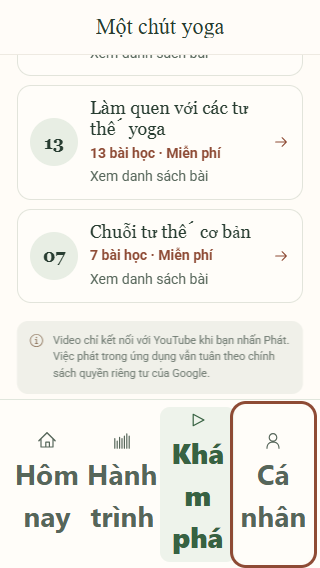 Một chút yoga
Xem danh sách bài
13
Làm quen với các tư
thế yoga
13 bài học · Miễn phí
Xem danh sách bài
→
07
Chuỗi tư thế cơ bản
7 bài học · Miễn phí
Xem danh sách bài
→
Video chỉ kết nối với YouTube khi bạn nhấn Phát.
Việc phát trong ứng dụng vẫn tuân theo chính
sách quyền riêng tư của Google.
Hôm
nay
Hành
trình
Khá
m
phá
Cá
nhân